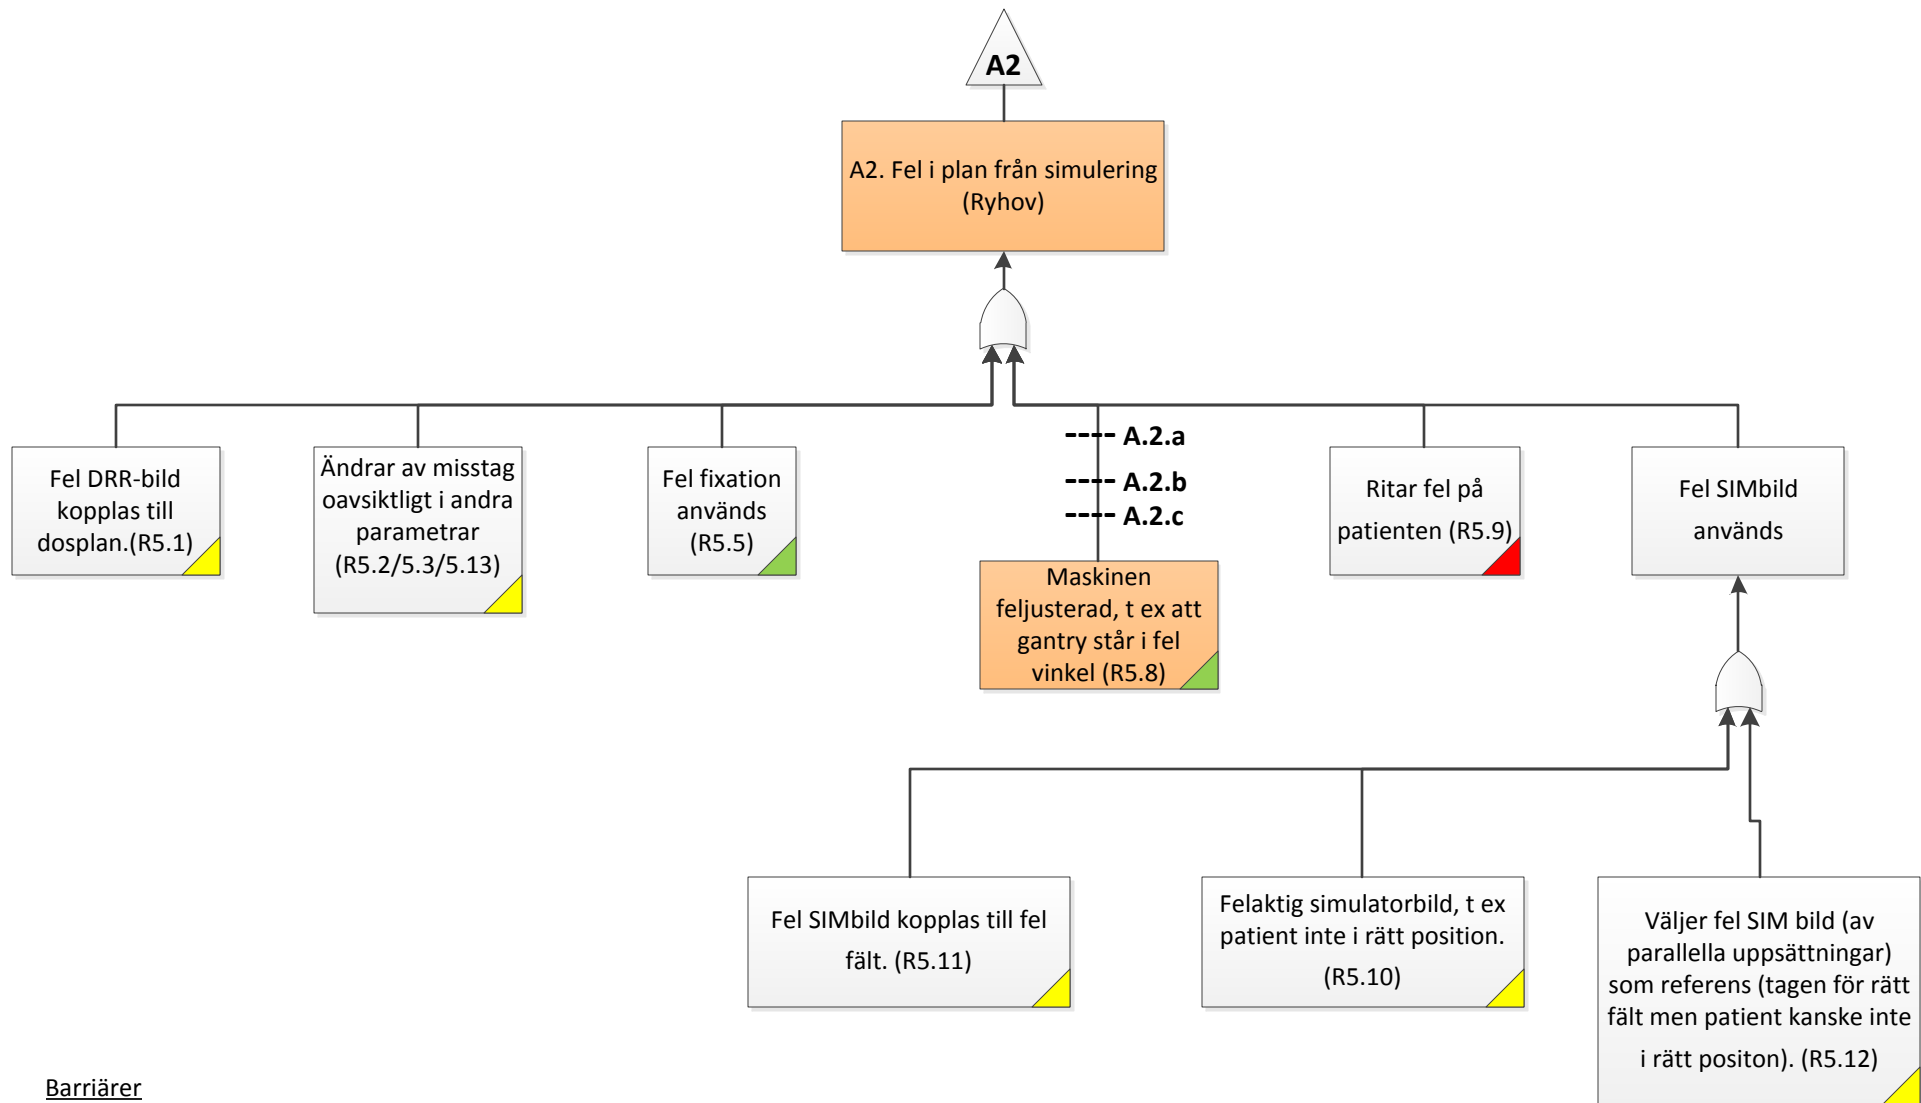 A2
A2. Fel i plan från simulering
(Ryhov)
Fel DRR-bild
kopplas till
dosplan.(R5.1)
Ändrar av misstag
oavsiktligt i andra
parametrar
(R5.2/5.3/5.13)
Fel fixation
används
(R5.5)
A.2.a
A.2.b
A.2.c
Maskinen
feljusterad, t ex att
gantry står i fel
vinkel (R5.8)
Ritar fel på
patienten (R5.9)
Fel SIMbild
används
Fel SIMbild kopplas till fel
fält. (R5.11)
Felaktig simulatorbild, t ex
patient inte i rätt position.
(R5.10)
Väljer fel SIM bild (av
parallella uppsättningar)
som referens (tagen för rätt
fält men patient kanske inte
i rätt positon). (R5.12)
Barriärer